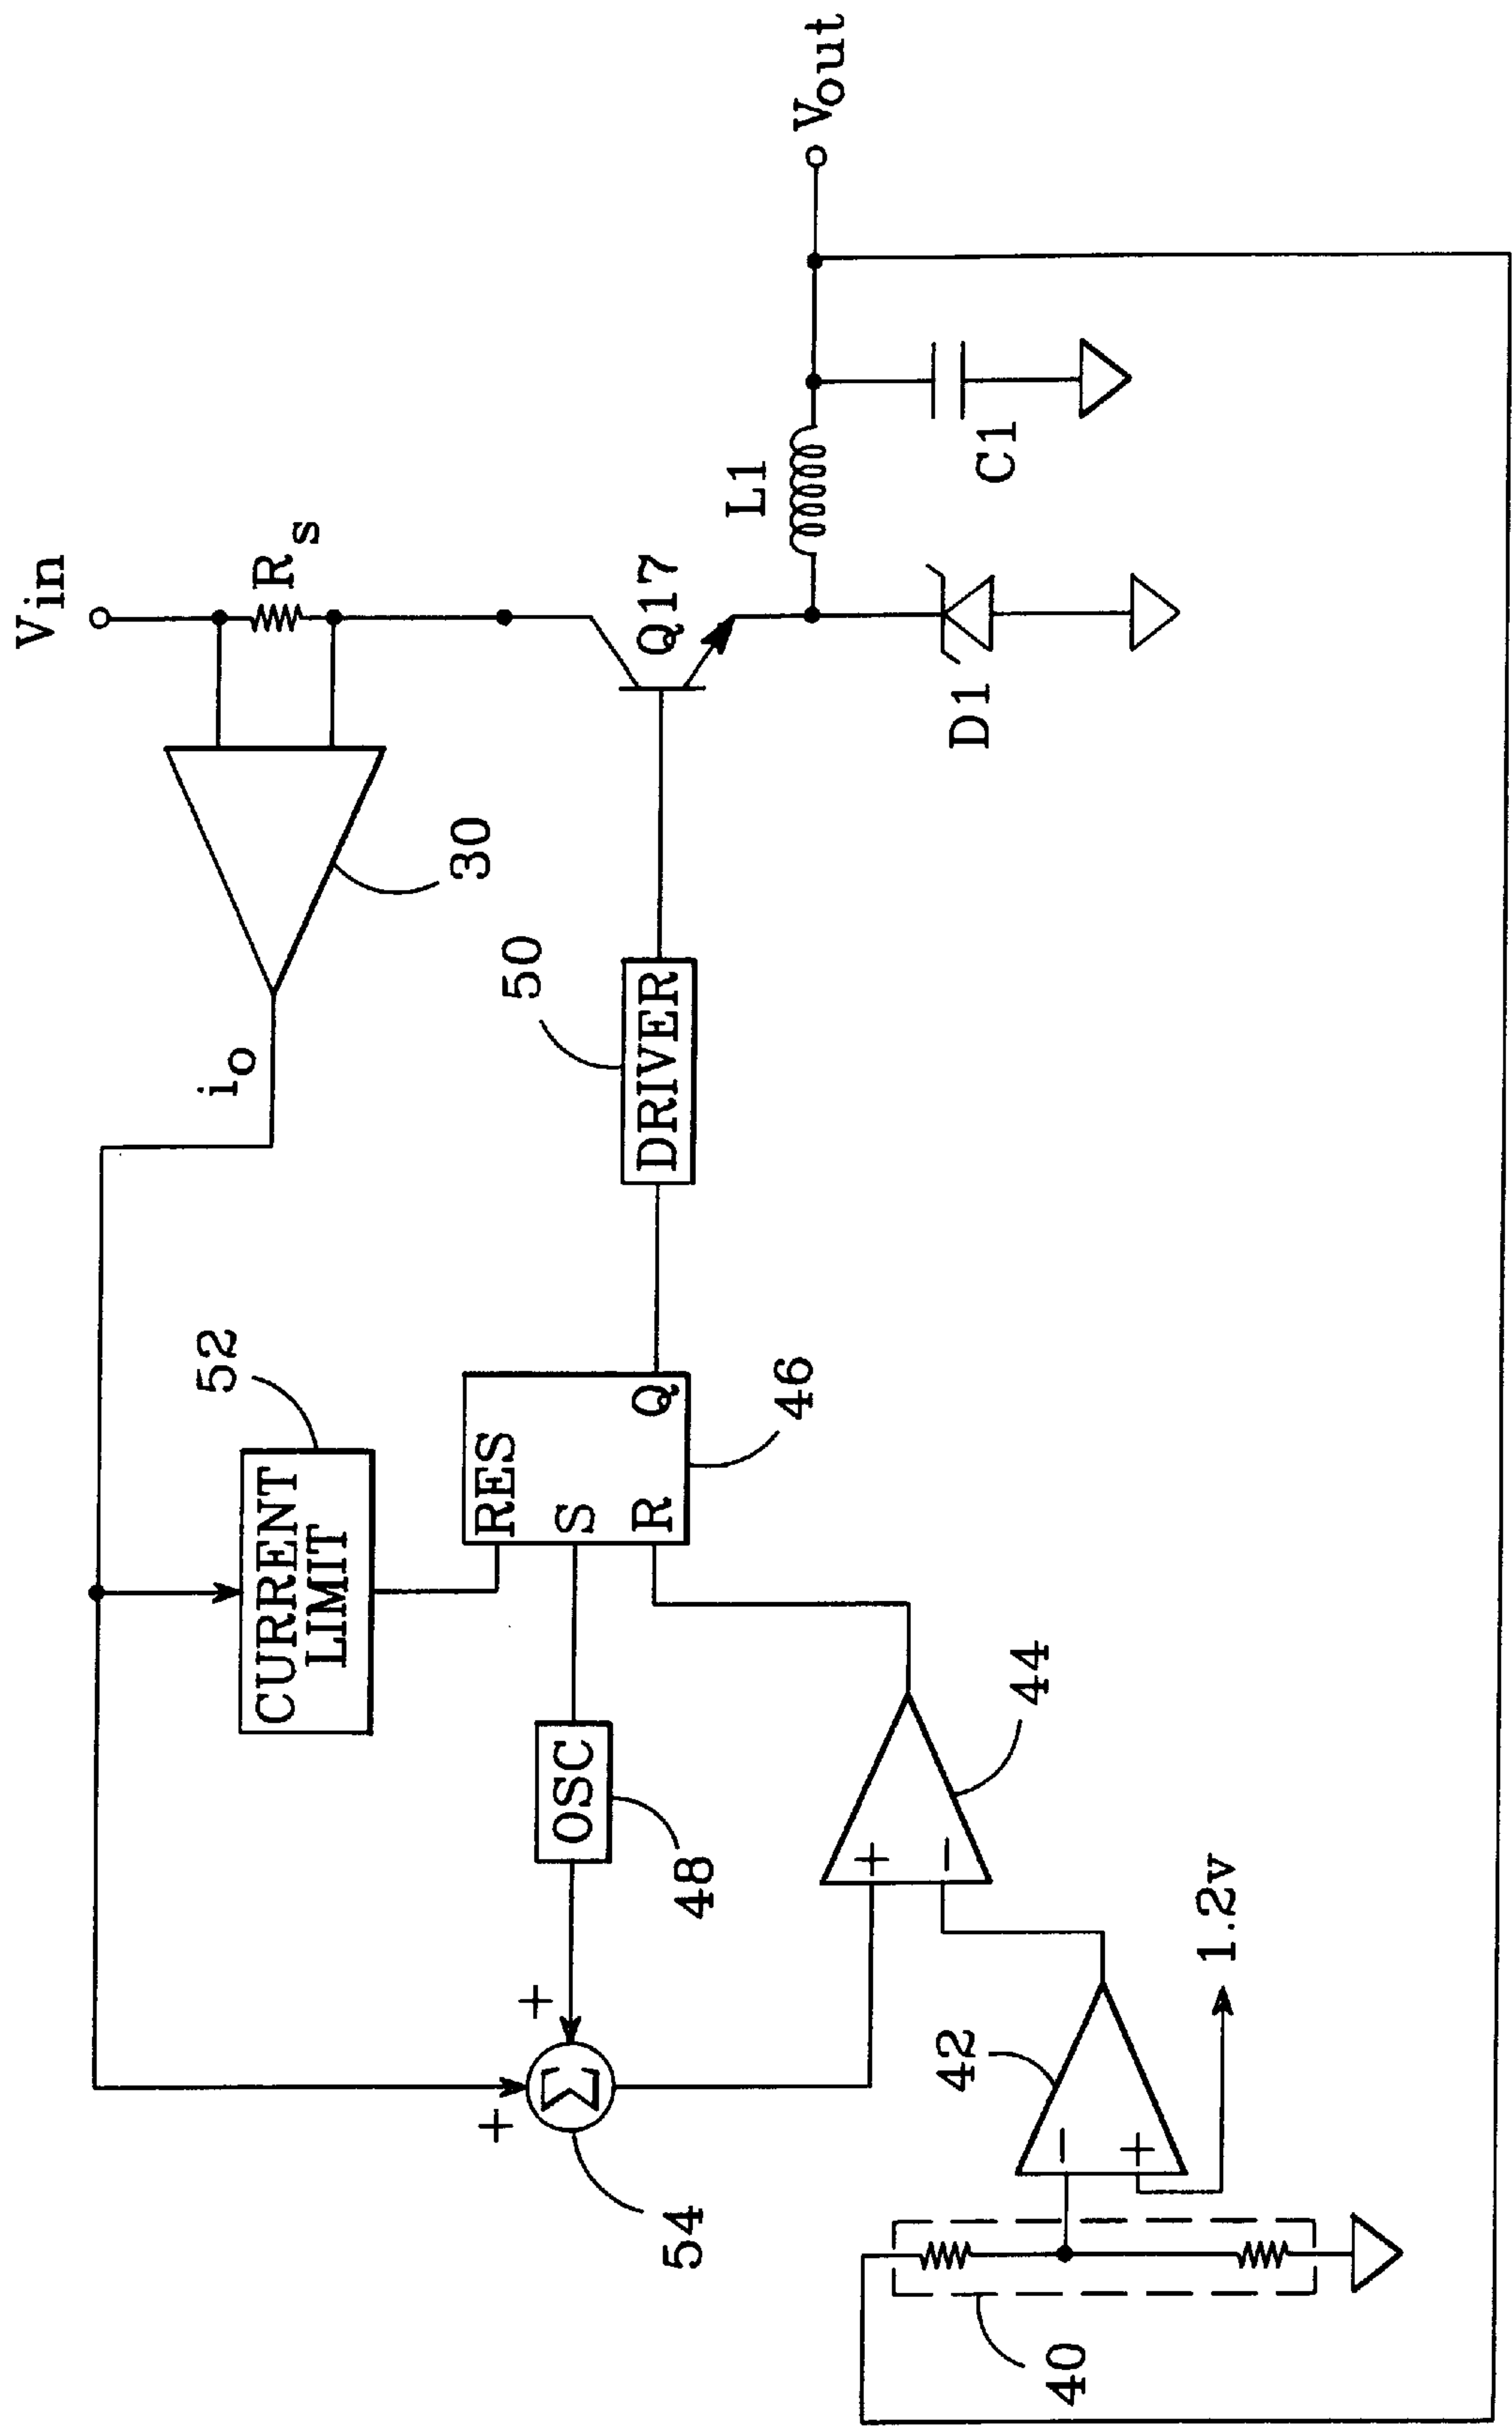 Vin
Rs
30
io
52
CURRENT
LIMIT
50
DRIVER
Q17
L1
Vout
C1
D1
RES
S
R
Q
46
OSC
48
+
+
Σ
54
+
−
44
42
−
+
1.2v
40